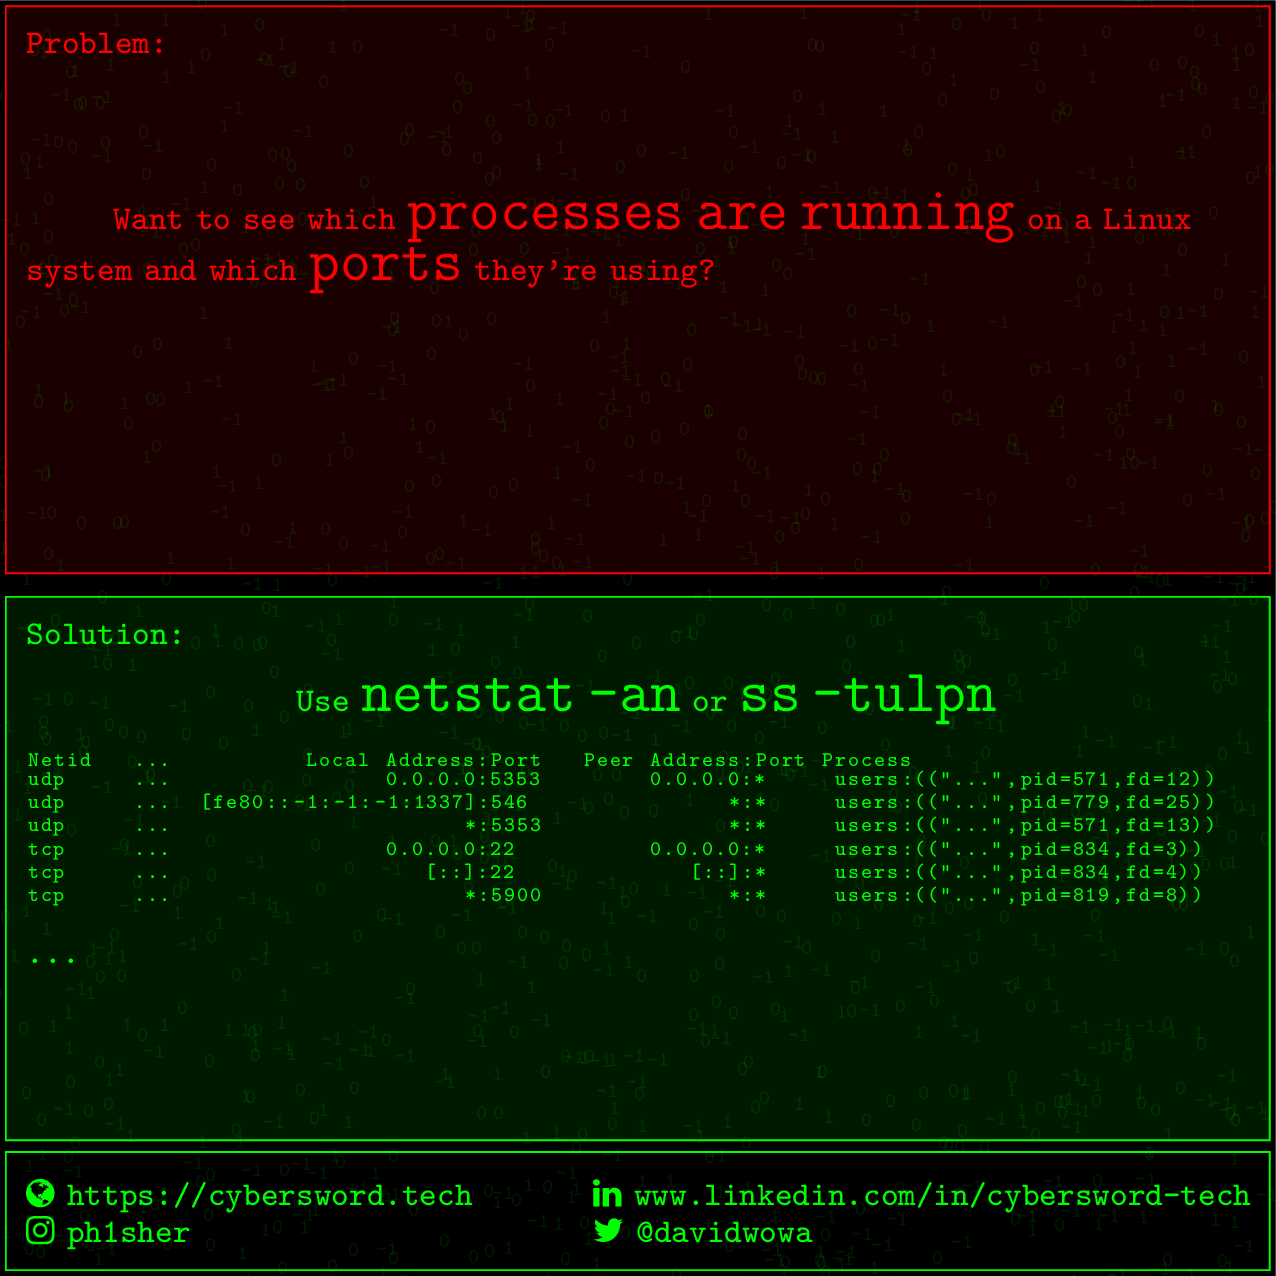 Problem:
Want to see which processes are running on a Linux
system and which ports they're using?
Solution:
Use netstat -an or ss -tulpn
Netid ... Local Address:Port Peer Address:Port Process
udp ... 0.0.0.0:5353 0.0.0.0:* users:(("...",pid=571,fd=12))
udp ... [fe80::-1:-1:-1:1337]:546 *:* users:(("...",pid=779,fd=25))
udp ... *:5353 *:* users:(("...",pid=571,fd=13))
tcp ... 0.0.0.0:22 0.0.0.0:* users:(("...",pid=834,fd=3))
tcp ... [::]:22 [::]:* users:(("...",pid=834,fd=4))
tcp ... *:5900 *:* users:(("...",pid=819,fd=8))
...
https://cybersword.tech www.linkedin.com/in/cybersword-tech
ph1sher @davidwowa